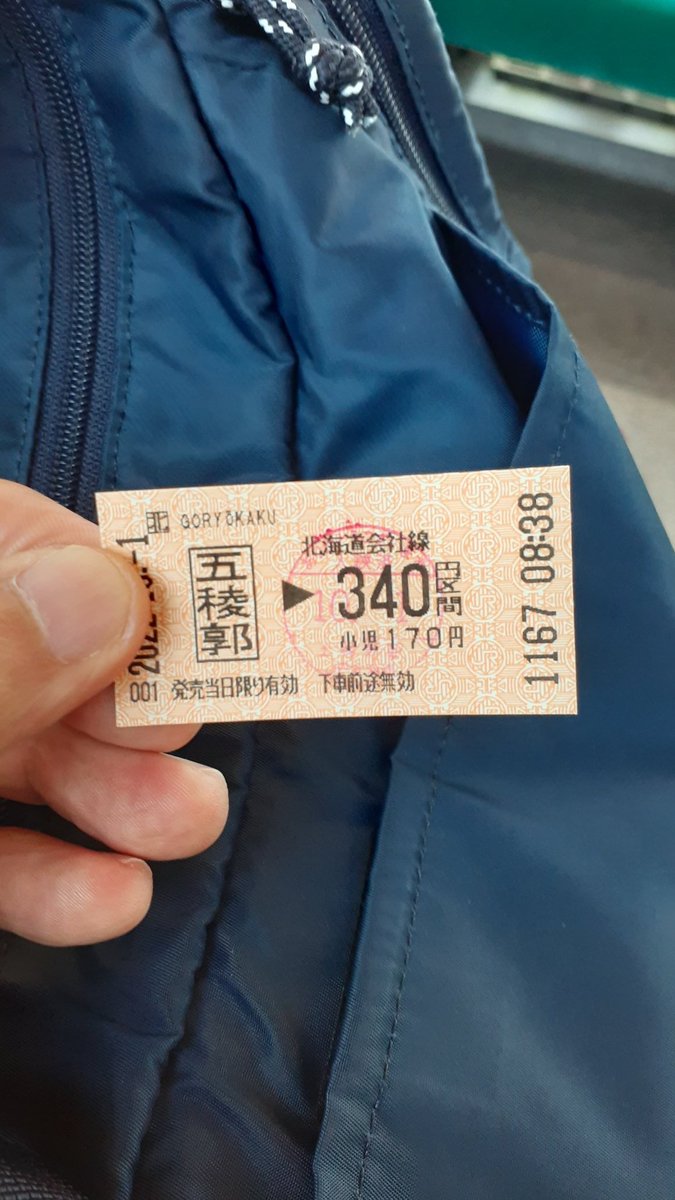 北 GORYŌKAKU
五稜郭
北海道会社線
▶ 340円区間
小児170円
001 発売当日限り有効 下車前途無効
1167 08:38